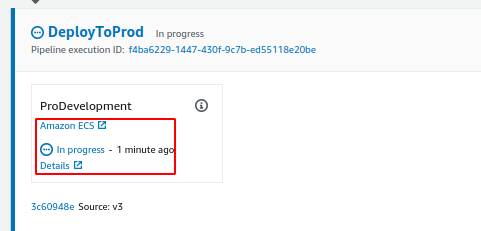 DeployToProd In progress
Pipeline execution ID: f4ba6229-1447-430f-9c7b-ed55118e20be
ProDevelopment
Amazon ECS
In progress - 1 minute ago
Details
3c60948e Source: v3